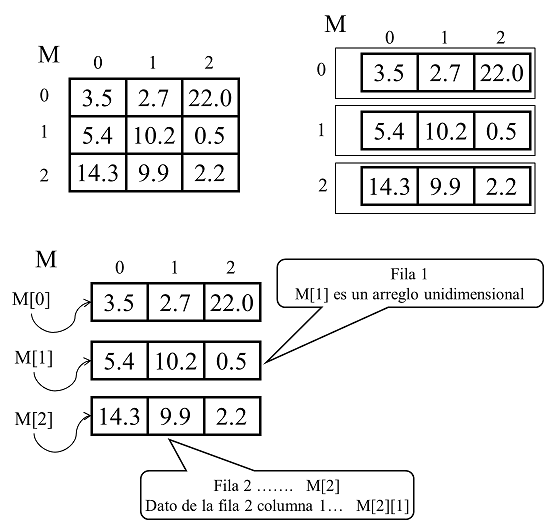 M
0 1 2
0 3.5 2.7 22.0
1 5.4 10.2 0.5
2 14.3 9.9 2.2
M
0 1 2
0 3.5 2.7 22.0
1 5.4 10.2 0.5
2 14.3 9.9 2.2
M
0 1 2
M[0] 3.5 2.7 22.0
M[1] 5.4 10.2 0.5
M[2] 14.3 9.9 2.2
Fila 1
M[1] es un arreglo unidimensional
Fila 2 ....... M[2]
Dato de la fila 2 columna 1… M[2][1]